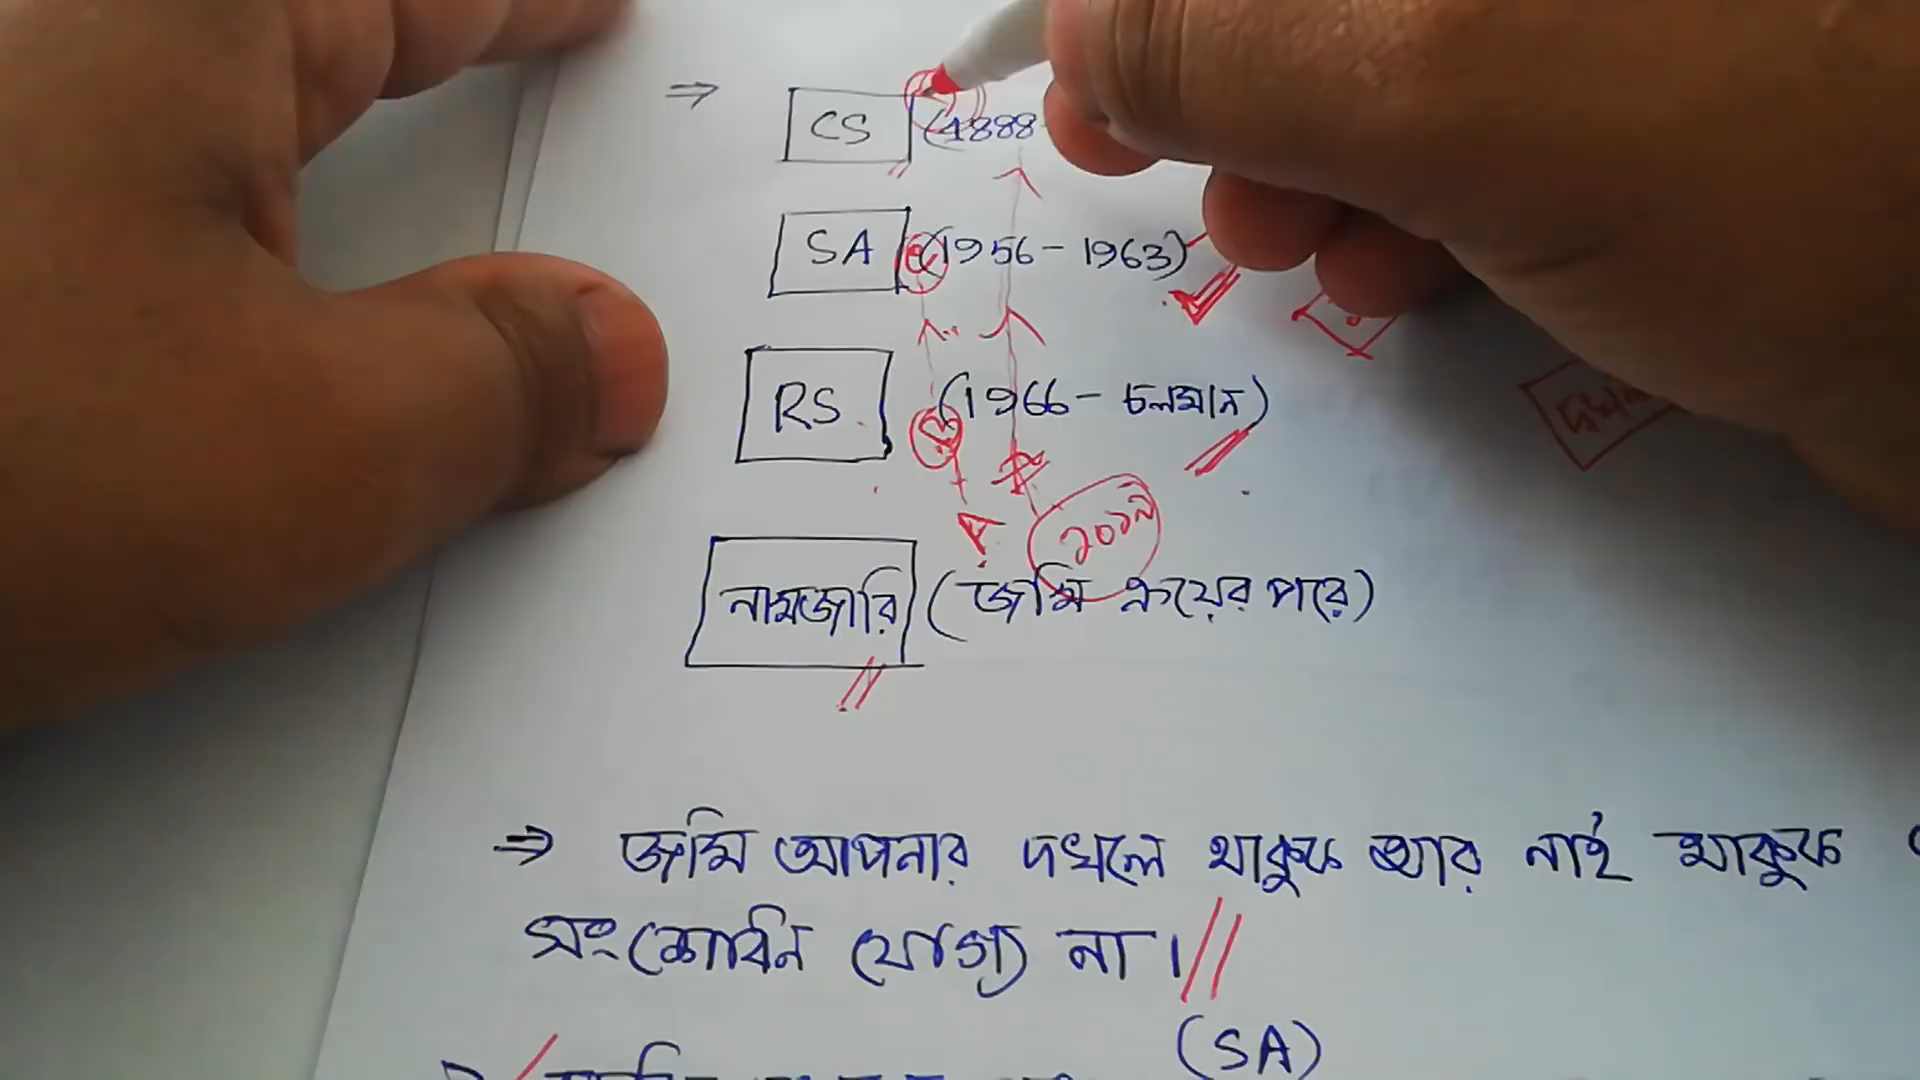 ⇒ CS (1888
SA (1956 - 1963)
RS (1966 - চলমান)
২০১৯
নামজারি (জমি ক্রয়ের পরে)
⇒ জমি আপনার দখলে থাকুক আর নাই থাকুক
সংশোধন যোগ্য না।
(SA)